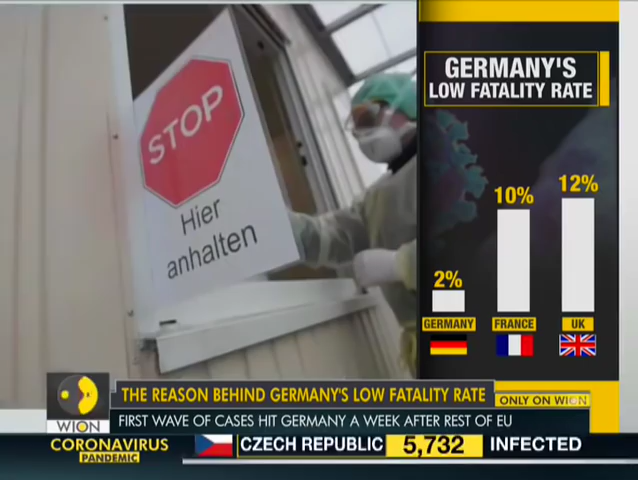 STOP
Hier
anhalten
GERMANY'S
LOW FATALITY RATE
2%
10%
12%
GERMANY
FRANCE
UK
THE REASON BEHIND GERMANY'S LOW FATALITY RATE
ONLY ON WION
FIRST WAVE OF CASES HIT GERMANY A WEEK AFTER REST OF EU
WION
CORONAVIRUS
PANDEMIC
CZECH REPUBLIC 5,732 INFECTED